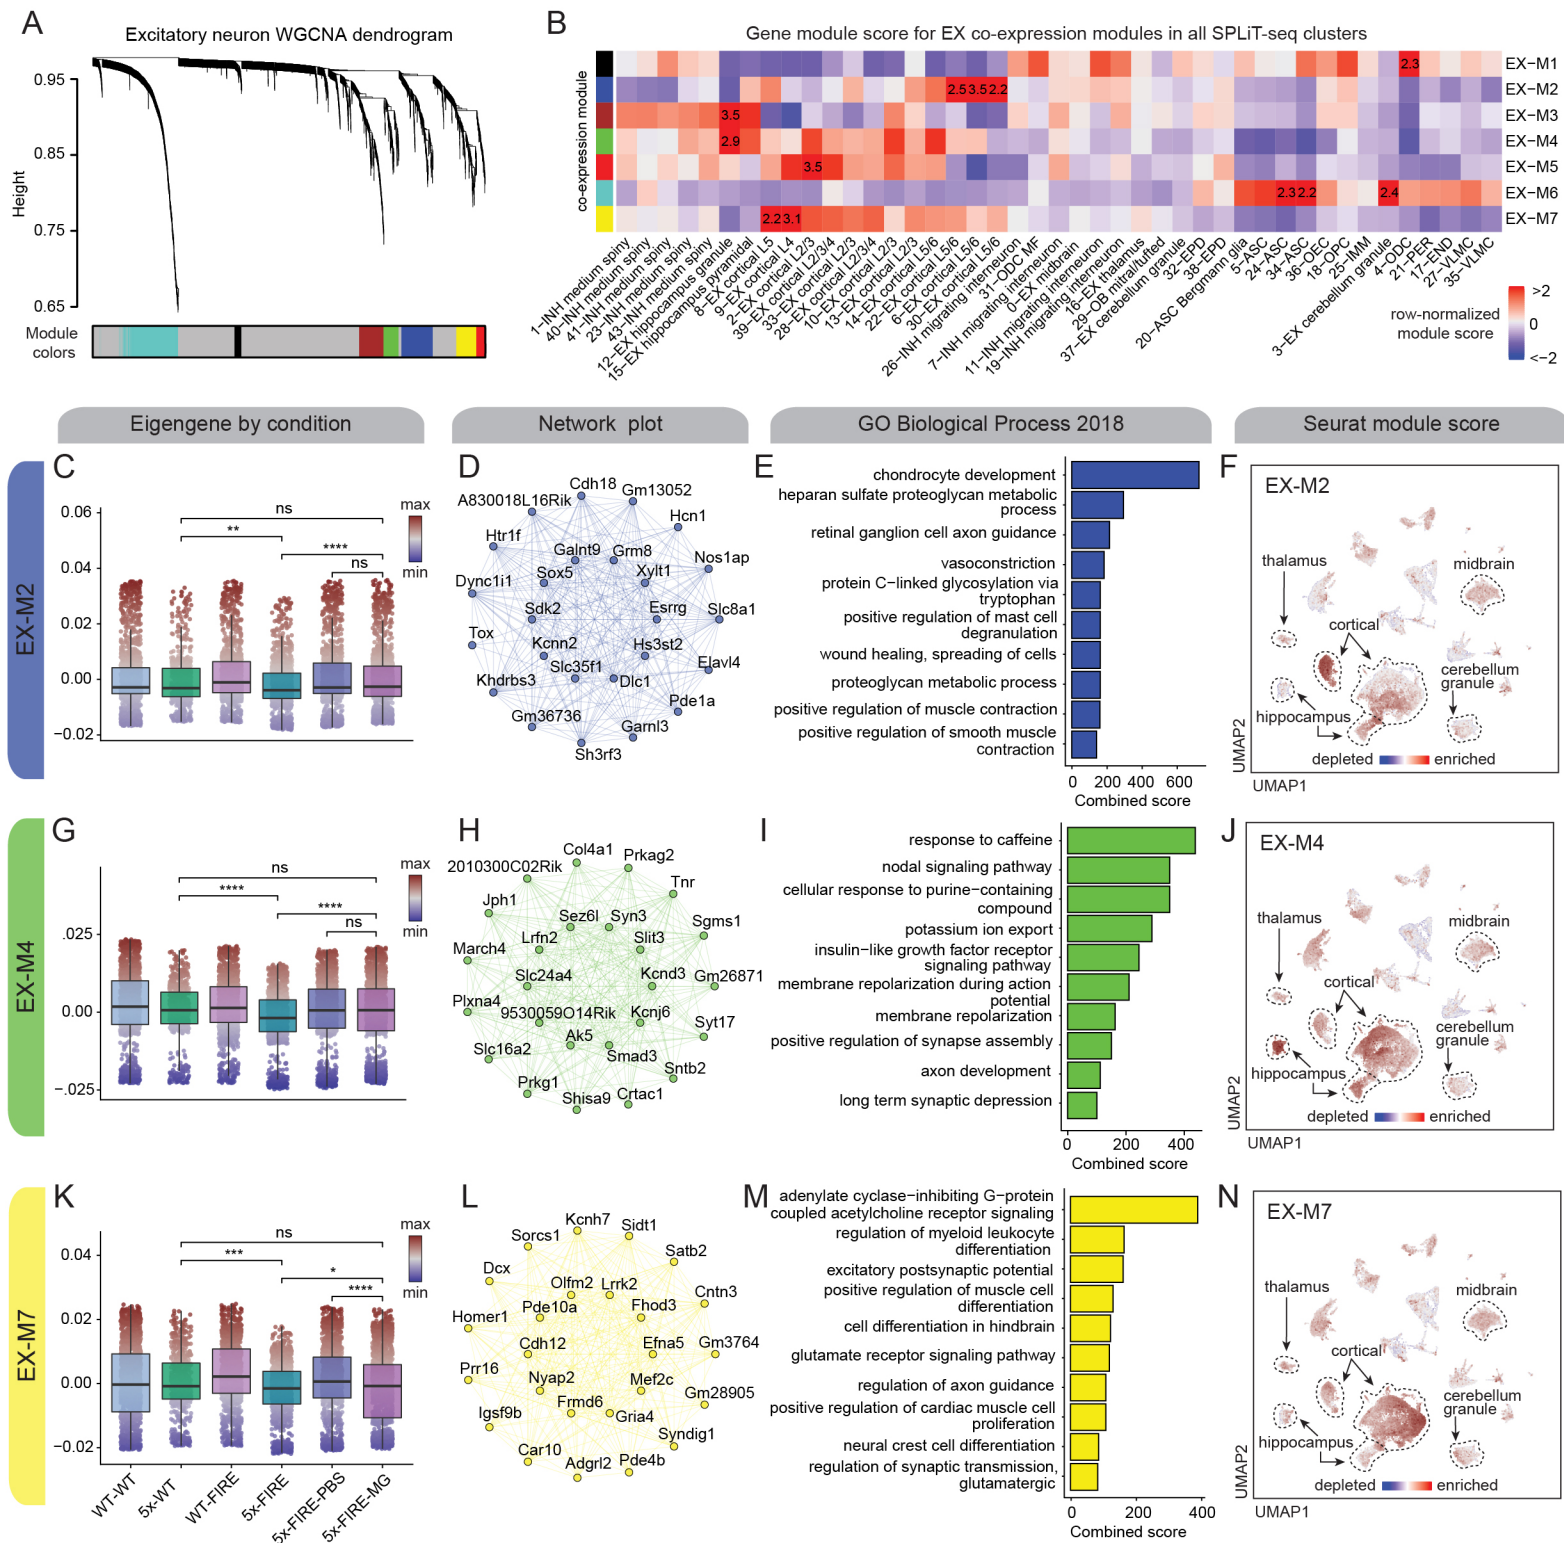 A
Excitatory neuron WGCNA dendrogram
Height
0.95
0.85
0.75
0.65
Module
colors
B
Gene module score for EX co-expression modules in all SPLiT-seq clusters
co-expression module
2.3
EX−M1
2.5 3.5 2.2
EX−M2
3.5
EX−M3
2.9
EX−M4
3.5
EX−M5
2.3 2.2 2.4
EX−M6
2.2 3.1
EX−M7
1−INH medium spiny
40−INH medium spiny
41−INH medium spiny
23−INH medium spiny
43−INH medium spiny
12−EX hippocampus granule
15−EX hippocampus pyramidal
8−EX cortical L5
9−EX cortical L4
2−EX cortical L2/3
39−EX cortical L2/3/4
33−EX cortical L2/3
28−EX cortical L2/3/4
10−EX cortical L2/3
13−EX cortical L2/3
14−EX cortical L5/6
22−EX cortical L5/6
6−EX cortical L5/6
30−EX cortical L5/6
26−INH migrating interneuron
31−ODC MF
7−INH migrating interneuron
0−EX midbrain
11−INH migrating interneuron
19−INH migrating interneuron
16−EX thalamus
29−OB mitral/tufted
37−EX cerebellum granule
32−EPD
38−EPD
20−ASC Bergmann glia
5−ASC
24−ASC
34−ASC
36−OEC
18−OPC
25−IMM
3−EX cerebellum granule
4−ODC
21−PER
17−END
27−VLMC
35−VLMC
row-normalized
module score
>2
0
<−2
Eigengene by condition
Network plot
GO Biological Process 2018
Seurat module score
EX-M2
C
0.06
0.04
0.02
0.00
−0.02
ns
**
****
ns
max
min
D
Cdh18
Gm13052
A830018L16Rik
Hcn1
Htr1f
Galnt9
Grm8
Nos1ap
Sox5
Xylt1
Dync1i1
Sdk2
Esrrg
Slc8a1
Tox
Kcnn2
Hs3st2
Slc35f1
Elavl4
Khdrbs3
Dlc1
Pde1a
Gm36736
Garnl3
Sh3rf3
E
chondrocyte development
heparan sulfate proteoglycan metabolic
process
retinal ganglion cell axon guidance
vasoconstriction
protein C−linked glycosylation via
tryptophan
positive regulation of mast cell
degranulation
wound healing, spreading of cells
proteoglycan metabolic process
positive regulation of muscle contraction
positive regulation of smooth muscle
contraction
0 200 400 600
Combined score
F
EX-M2
thalamus
midbrain
cortical
cerebellum
granule
hippocampus
depleted
enriched
UMAP2
UMAP1
EX-M4
G
.025
0.00
−.025
ns
****
****
ns
max
min
H
Col4a1
Prkag2
2010300C02Rik
Tnr
Jph1
Sez6l
Syn3
Sgms1
Lrfn2
Slit3
March4
Slc24a4
Kcnd3
Gm26871
Plxna4
9530059O14Rik
Kcnj6
Syt17
Ak5
Slc16a2
Smad3
Sntb2
Prkg1
Shisa9
Crtac1
I
response to caffeine
nodal signaling pathway
cellular response to purine−containing
compound
potassium ion export
insulin−like growth factor receptor
signaling pathway
membrane repolarization during action
potential
membrane repolarization
positive regulation of synapse assembly
axon development
long term synaptic depression
0 200 400
Combined score
J
EX-M4
thalamus
midbrain
cortical
cerebellum
granule
hippocampus
depleted
enriched
UMAP2
UMAP1
EX-M7
K
0.04
0.02
0.00
−0.02
ns
***
*
****
max
min
WT-WT
5x-WT
WT-FIRE
5x-FIRE
5x-FIRE-PBS
5x-FIRE-MG
L
Kcnh7
Sidt1
Sorcs1
Satb2
Dcx
Olfm2
Lrrk2
Cntn3
Pde10a
Fhod3
Homer1
Cdh12
Efna5
Gm3764
Prr16
Nyap2
Mef2c
Gm28905
Frmd6
Gria4
Igsf9b
Syndig1
Car10
Adgrl2
Pde4b
M
adenylate cyclase−inhibiting G−protein
coupled acetylcholine receptor signaling
regulation of myeloid leukocyte
differentiation
excitatory postsynaptic potential
positive regulation of muscle cell
differentiation
cell differentiation in hindbrain
glutamate receptor signaling pathway
regulation of axon guidance
positive regulation of cardiac muscle cell
proliferation
neural crest cell differentiation
regulation of synaptic transmission,
glutamatergic
0 200 400
Combined score
N
EX-M7
thalamus
midbrain
cortical
cerebellum
granule
hippocampus
depleted
enriched
UMAP2
UMAP1